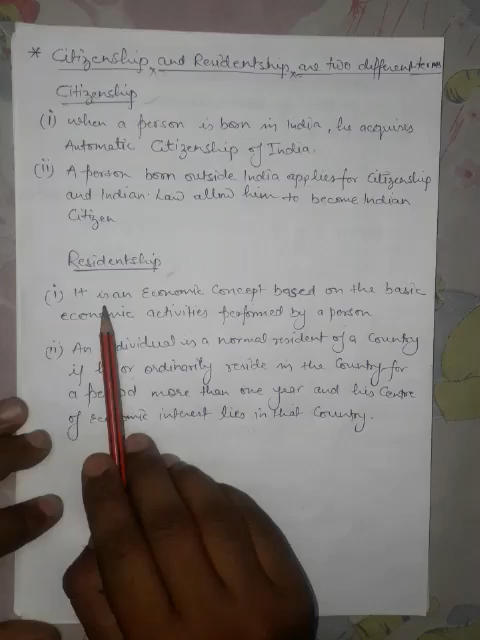 * Citizenship, and Residentship, are two different terms
Citizenship
(i) when a person is born in India, he acquires
Automatic Citizenship of India.
(ii) A person born outside India applies for Citizenship
and Indian. Law allow him to become Indian
Citizen
Residentship
(i) It is an Economic Concept based on the basic
economic activities performed by a person
(ii) An individual is a normal resident of a Country
if or ordinarily reside in the Country for
a period more than one year and his Centre
of Economic interest lies in that Country.